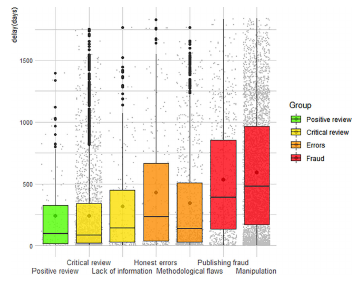 delay(days)
1500
1000
500
0
Group
Positive review
Critical review
Errors
Fraud
Critical review
Honest errors
Publishing fraud
Positive review
Lack of information
Methodological flaws
Manipulation